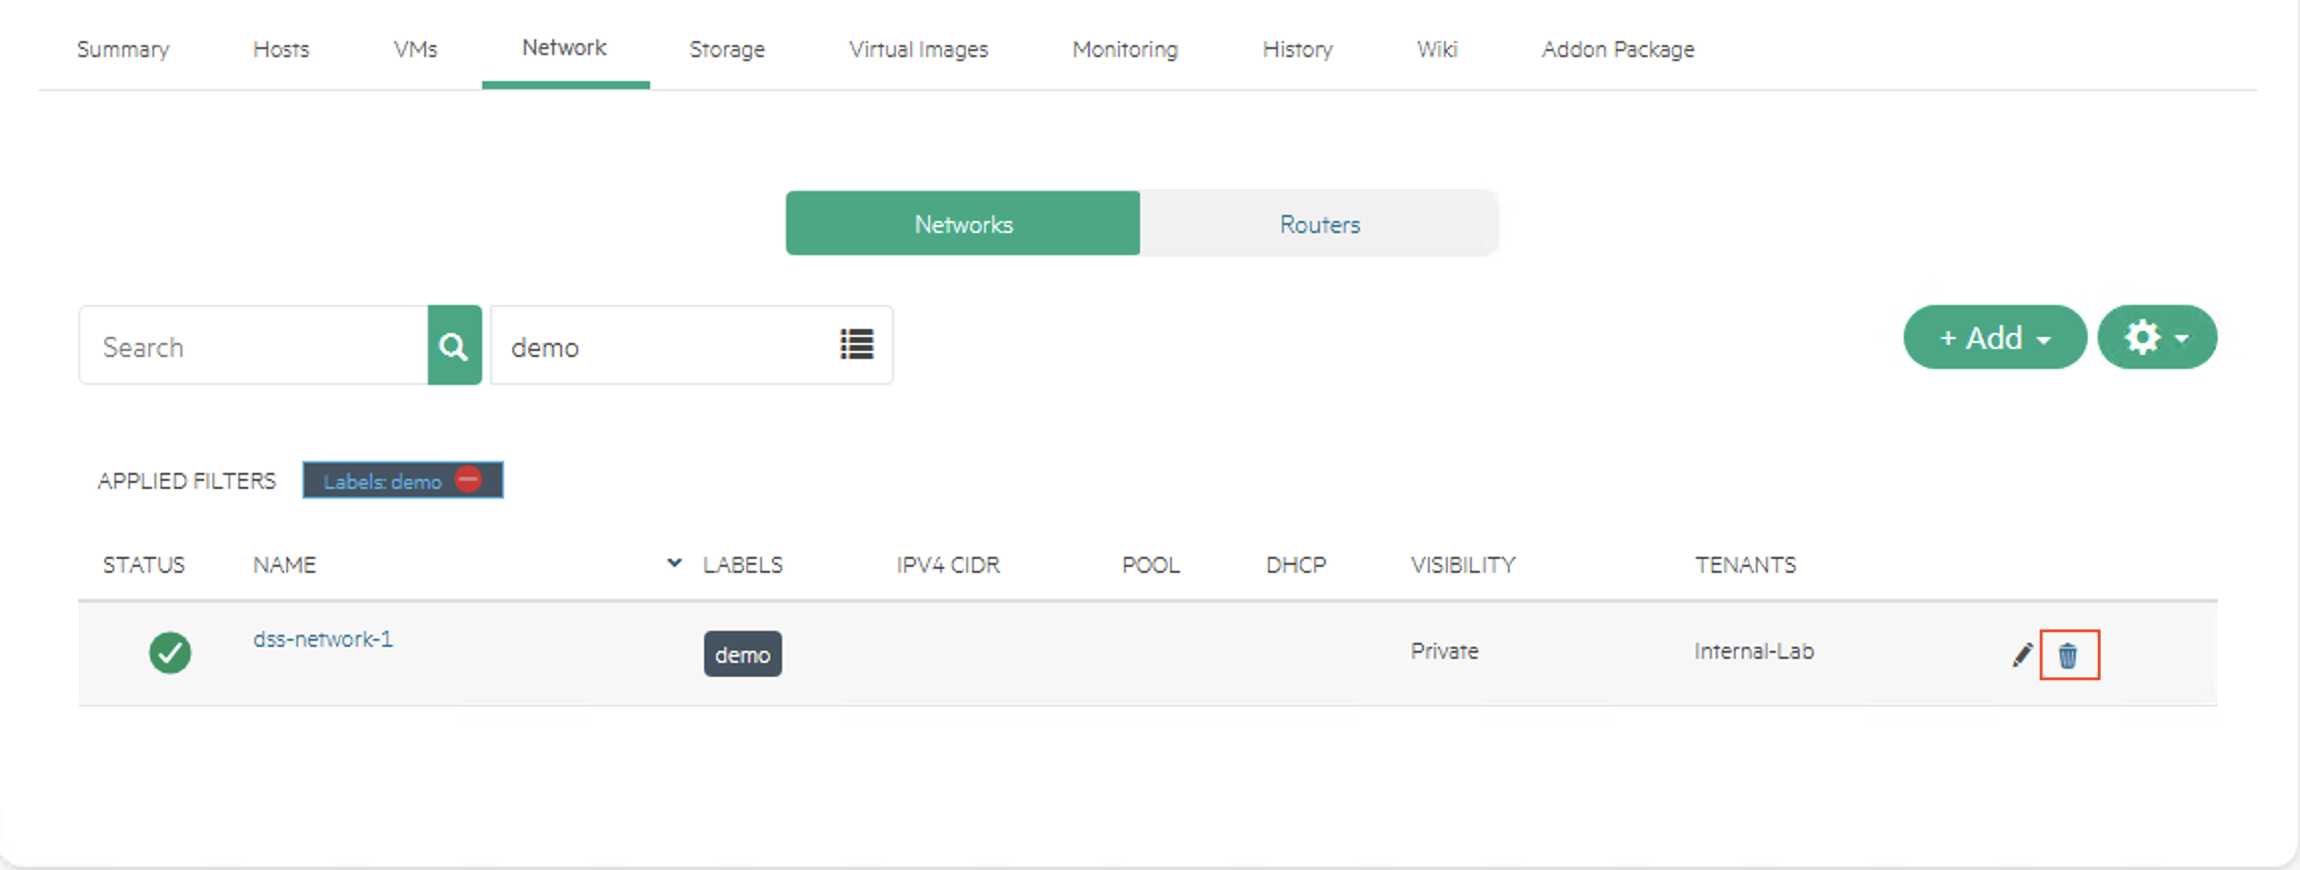 Summary Hosts VMs Network Storage Virtual Images Monitoring History Wiki Addon Package
Networks Routers
Search demo + Add
APPLIED FILTERS Labels: demo
STATUS NAME LABELS IPV4 CIDR POOL DHCP VISIBILITY TENANTS
dss-network-1 demo Private Internal-Lab